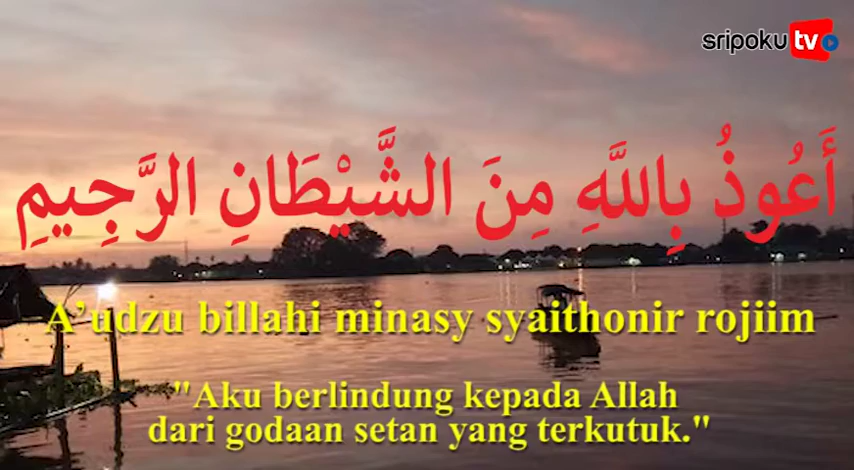 sripoku tv
أَعُوذُ بِاللَّهِ مِنَ الشَّيْطَانِ الرَّجِيمِ
A'udzu billahi minasy syaithonir rojiim
"Aku berlindung kepada Allah
dari godaan setan yang terkutuk."